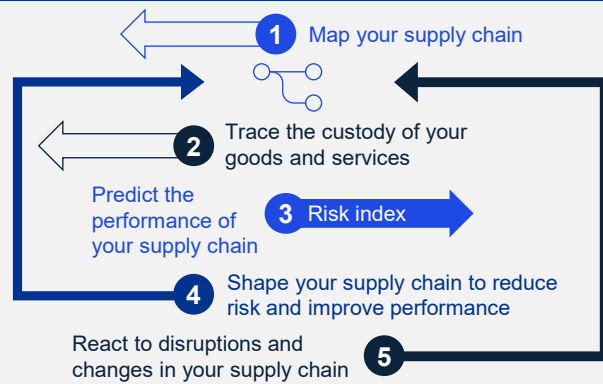 1 Map your supply chain
2 Trace the custody of your
goods and services
Predict the
performance of
your supply chain
3 Risk index
4 Shape your supply chain to reduce
risk and improve performance
React to disruptions and
changes in your supply chain
5